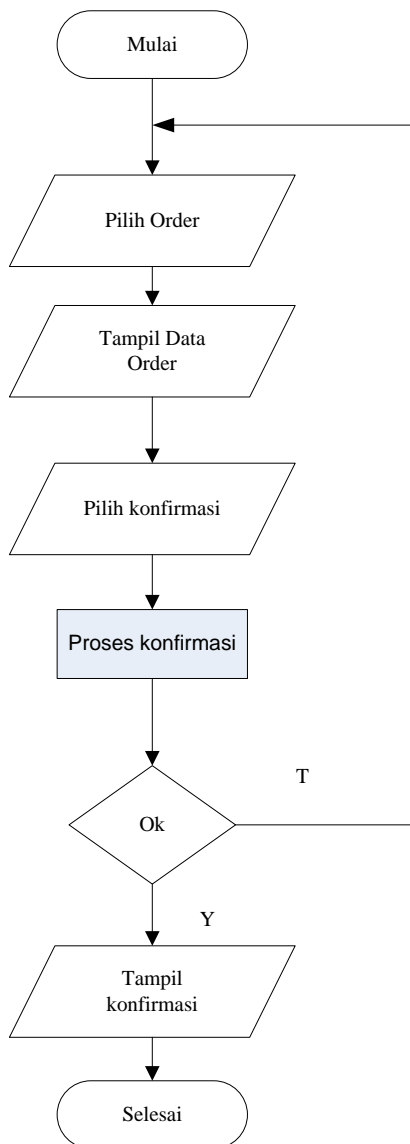 Mulai
Pilih Order
Tampil Data
Order
Pilih konfirmasi
Proses konfirmasi
T
Ok
Y
Tampil
konfirmasi
Selesai